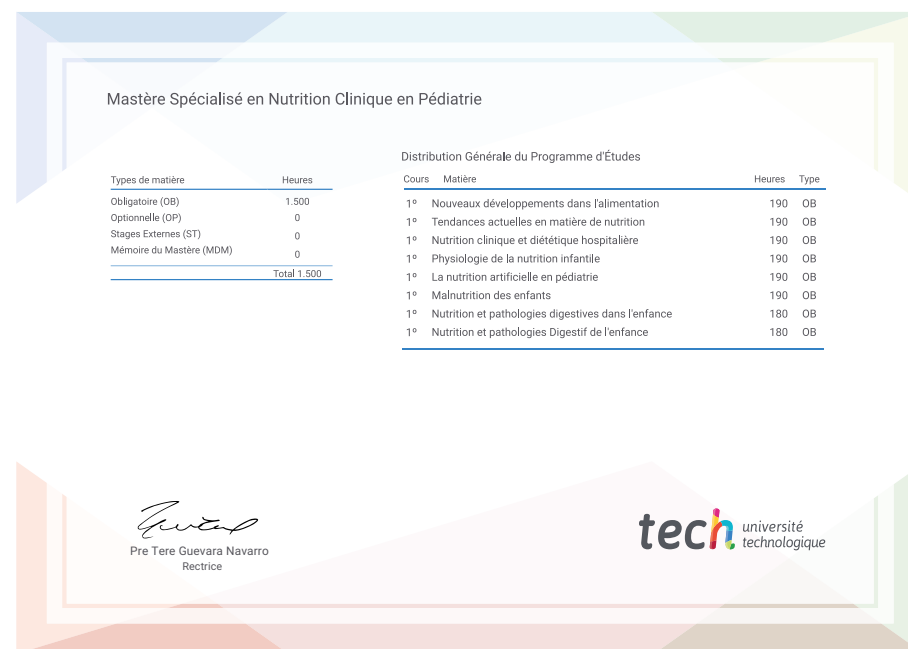 Mastère Spécialisé en Nutrition Clinique en Pédiatrie
Types de matière Heures
Obligatoire (OB) 1.500
Optionnelle (OP) 0
Stages Externes (ST) 0
Mémoire du Mastère (MDM) 0
Total 1.500
Distribution Générale du Programme d'Études
Cours Matière Heures Type
1º Nouveaux développements dans l'alimentation 190 OB
1º Tendances actuelles en matière de nutrition 190 OB
1º Nutrition clinique et diététique hospitalière 190 OB
1º Physiologie de la nutrition infantile 190 OB
1º La nutrition artificielle en pédiatrie 190 OB
1º Malnutrition des enfants 190 OB
1º Nutrition et pathologies digestives dans l'enfance 180 OB
1º Nutrition et pathologies Digestif de l'enfance 180 OB
Pre Tere Guevara Navarro
Rectrice
tech université
technologique